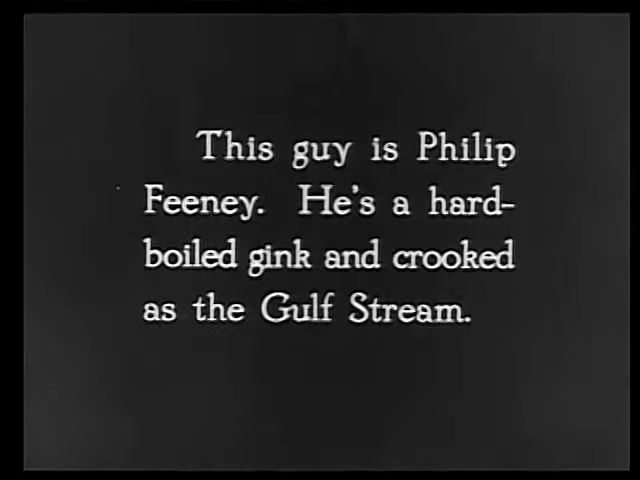 This guy is Philip
Feeney. He's a hard-
boiled gink and crooked
as the Gulf Stream.